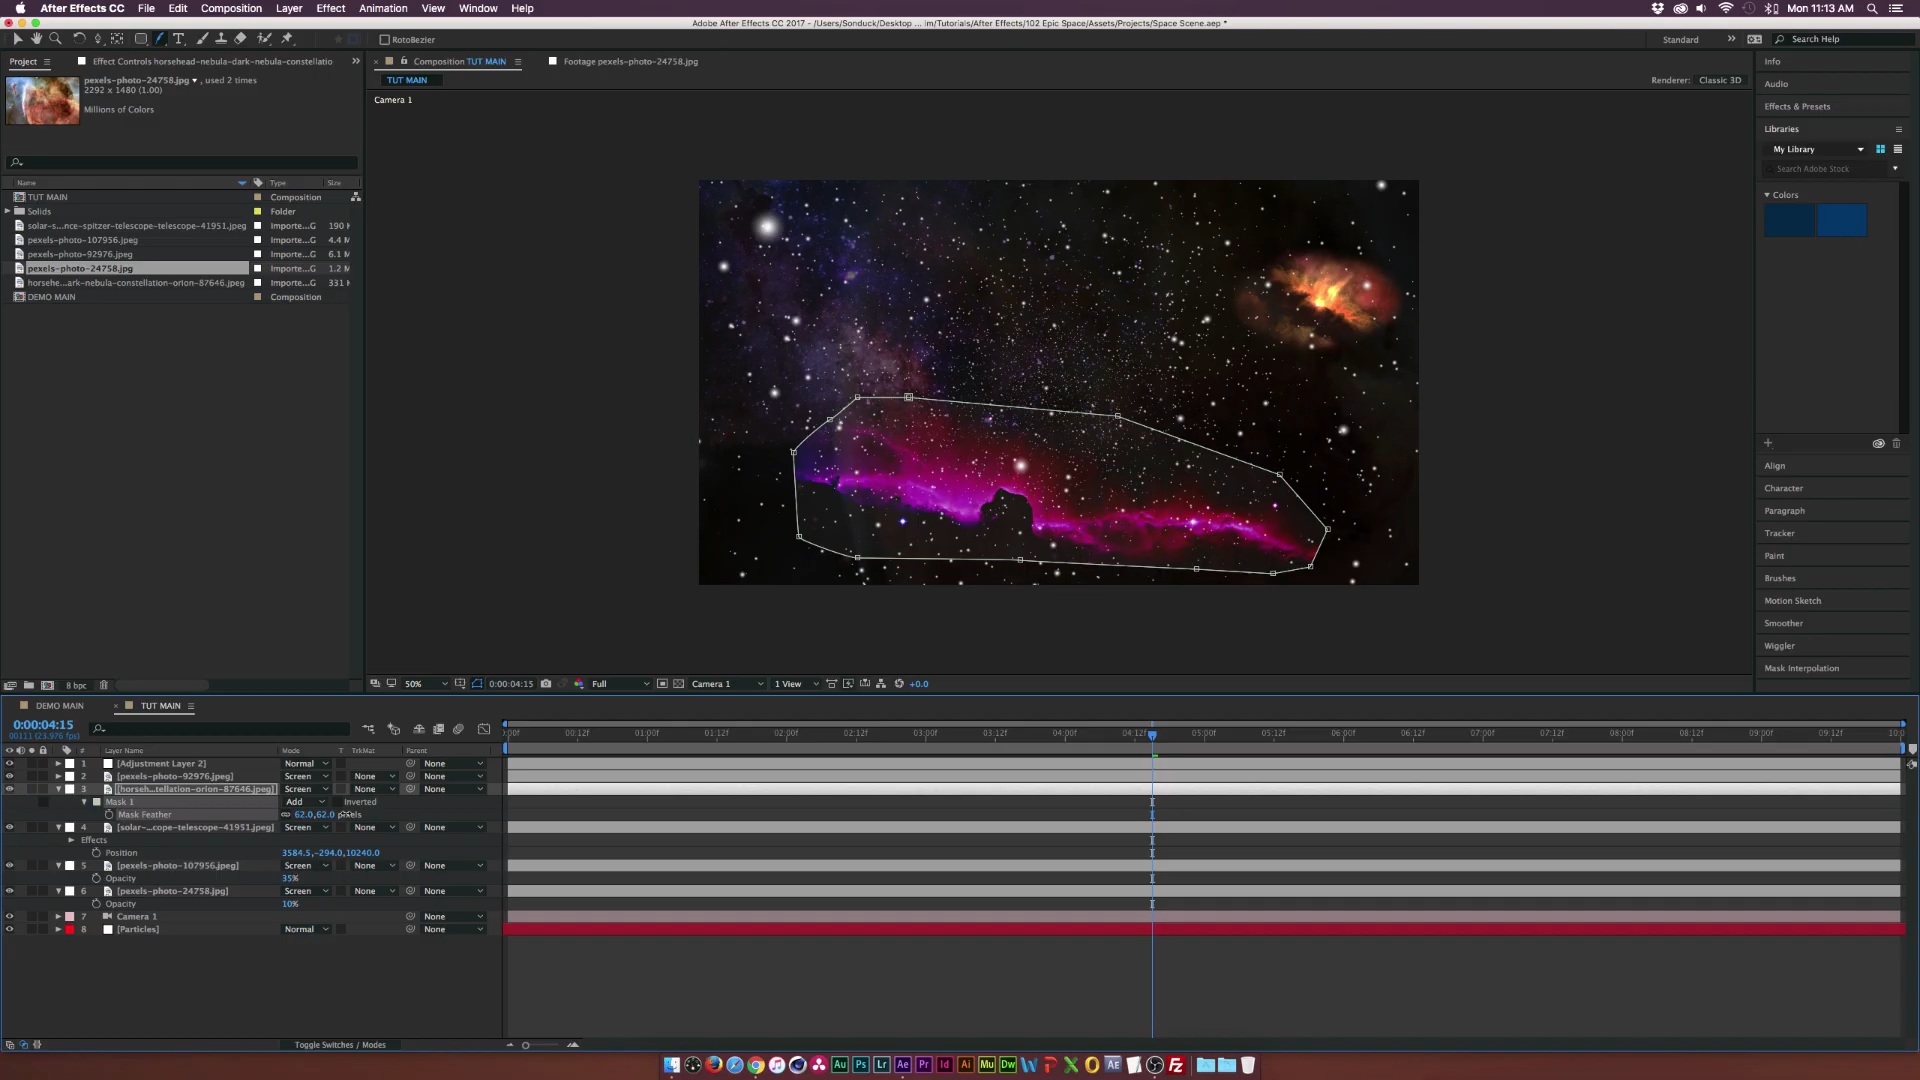 After Effects CC File Edit Composition Layer Effect Animation View Window Help Mon 11:13 AM
Adobe After Effects CC 2017 - /Users/Sonduck/Desktop ... lm/Tutorials/After Effects/102 Epic Space/Assets/Projects/Space Scene.aep *
RotoBezier Standard Search Help
Project Effect Controls horsehead-nebula-dark-nebula-constellatio Composition TUT MAIN Footage pexels-photo-24758.jpg Info
pexels-photo-24758.jpg , used 2 times TUT MAIN Renderer: Classic 3D
2292 x 1480 (1.00) Audio
Camera 1
Millions of Colors Effects & Presets
Libraries
My Library
Search Adobe Stock
Name Type Size
TUT MAIN Composition Colors
Solids Folder
solar-s...nce-spitzer-telescope-telescope-41951.jpeg Importe...G 190 K
pexels-photo-107956.jpeg Importe...G 4.4 M
pexels-photo-92976.jpeg Importe...G 6.1 M
pexels-photo-24758.jpg Importe...G 1.2 M
horsehe...ark-nebula-constellation-orion-87646.jpeg Importe...G 331 K
DEMO MAIN Composition
Align
Character
Paragraph
Tracker
Paint
Brushes
Motion Sketch
Smoother
Wiggler
Mask Interpolation
8 bpc 50% 0:00:04:15 Full Camera 1 1 View +0.0
DEMO MAIN TUT MAIN
0:00:04:15
00111 (23.976 fps)
:00f 00:12f 01:00f 01:12f 02:00f 02:12f 03:00f 03:12f 04:00f 04:12f 05:00f 05:12f 06:00f 06:12f 07:00f 07:12f 08:00f 08:12f 09:00f 09:12f 10:0
# Layer Name Mode T TrkMat Parent
1 [Adjustment Layer 2] Normal None
2 [pexels-photo-92976.jpeg] Screen None None
3 [horseh...tellation-orion-87646.jpeg] Screen None None
Mask 1 Add Inverted
Mask Feather 62.0,62.0 pixels
4 [solar-...cope-telescope-41951.jpeg] Screen None None
Effects
Position 3584.5,-294.0,10240.0
5 [pexels-photo-107956.jpeg] Screen None None
Opacity 35%
6 [pexels-photo-24758.jpg] Screen None None
Opacity 10%
7 Camera 1 None
8 [Particles] Normal None
Toggle Switches / Modes
Au Ps Lr Ae Pr Id Ai Mu Dw W P X O AE Fz